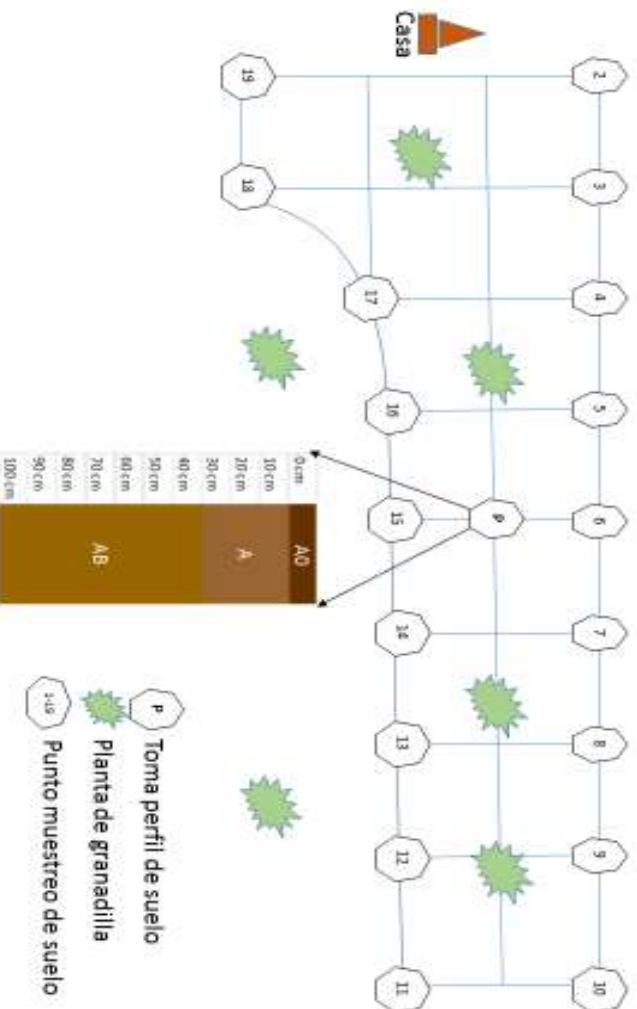 2 3 4 5 6 7 8 9 10
P
17 16 15 14 13 12 11
Casa
19 18
0 cm A0
10 cm
20 cm A
30 cm
40 cm
50 cm
60 cm
70 cm AB
80 cm
90 cm
100 cm
P Toma perfil de suelo
Planta de granadilla
1-19 Punto muestreo de suelo